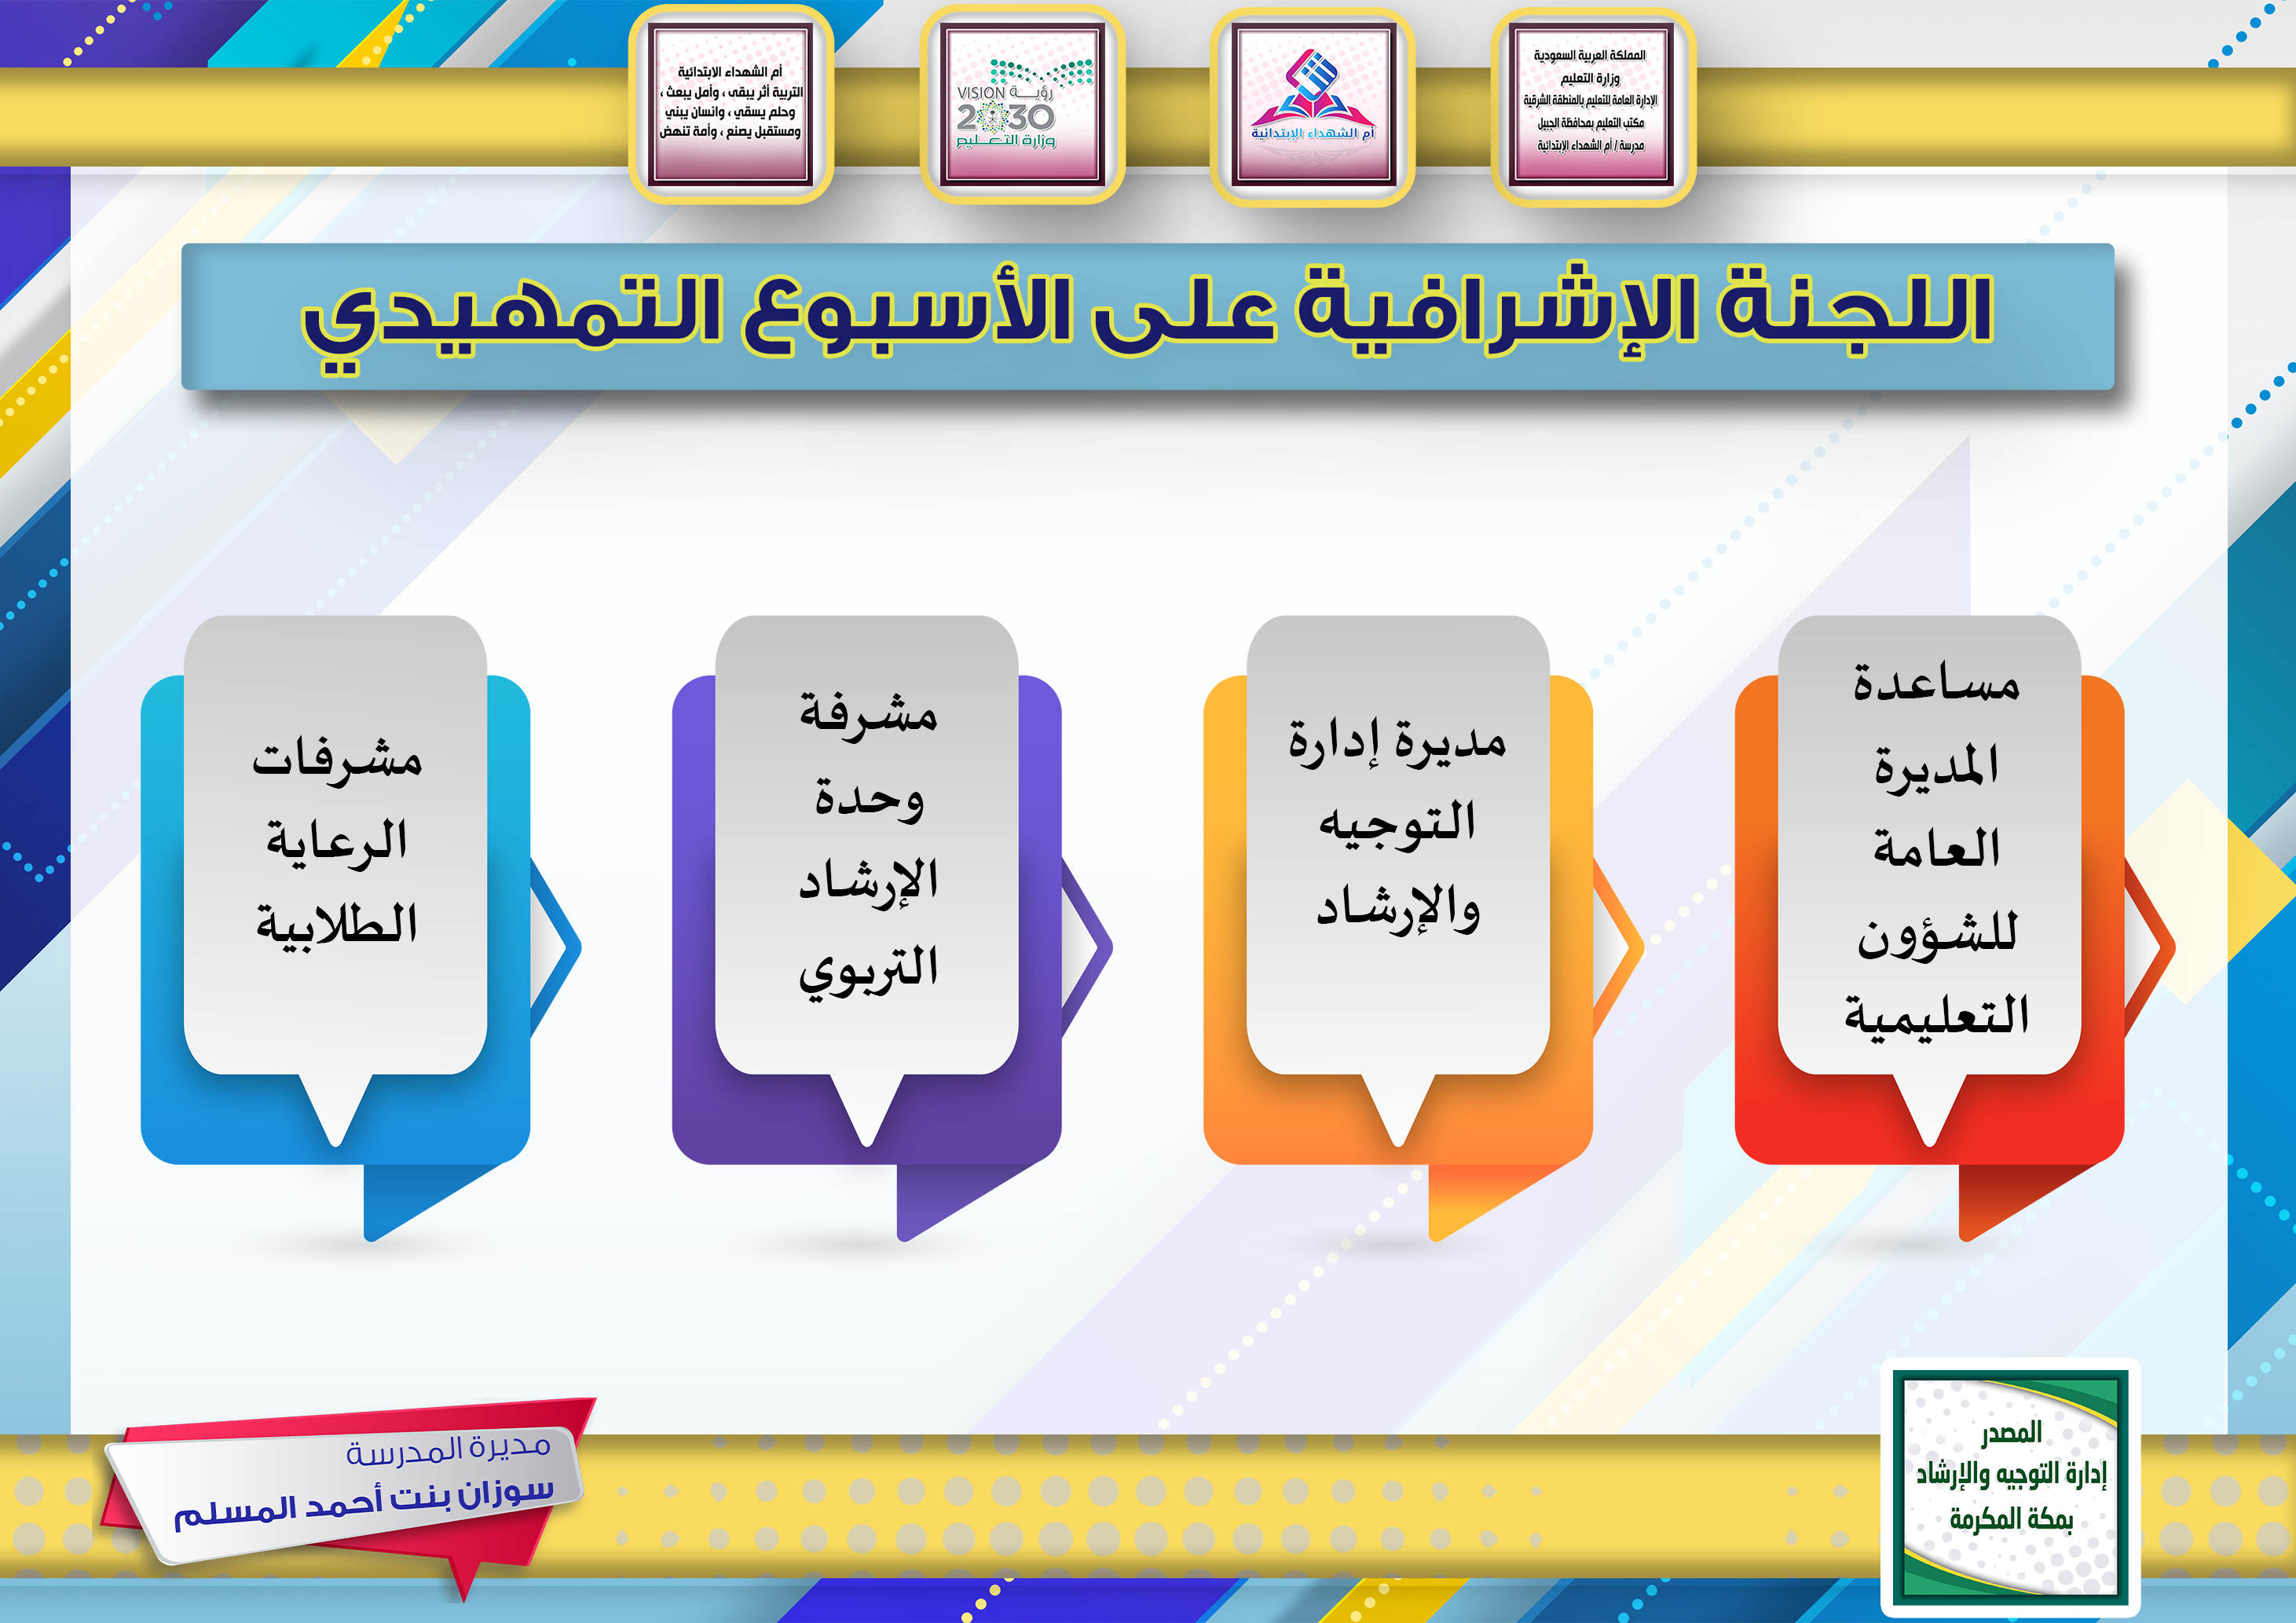 المملكة العربية السعودية
وزارة التعليم
الإدارة العامة للتعليم بالمنطقة الشرقية
مكتب التعليم بمحافظة الجبيل
مدرسة / أم الشهداء الإبتدائية
أم الشهداء الإبتدائية
رؤيــة VISION
2030
وزارة التعـــليم
أم الشهداء الابتدائية
التربية أثر يبقى ، وأمل يبعث ،
وحلم يسقي ، وانسان يبني
ومستقبل يصنع ، وأمة تنهض
اللجنة الإشرافية على الأسبوع التمهيدي
مساعدة
المديرة
العامة
للشؤون
التعليمية
مديرة إدارة
التوجيه
والإرشاد
مشرفة
وحدة
الإرشاد
التربوي
مشرفات
الرعاية
الطلابية
المصدر
إدارة التوجيه والإرشاد
بمكة المكرمة
مديرة المدرسة
سوزان بنت أحمد المسلم